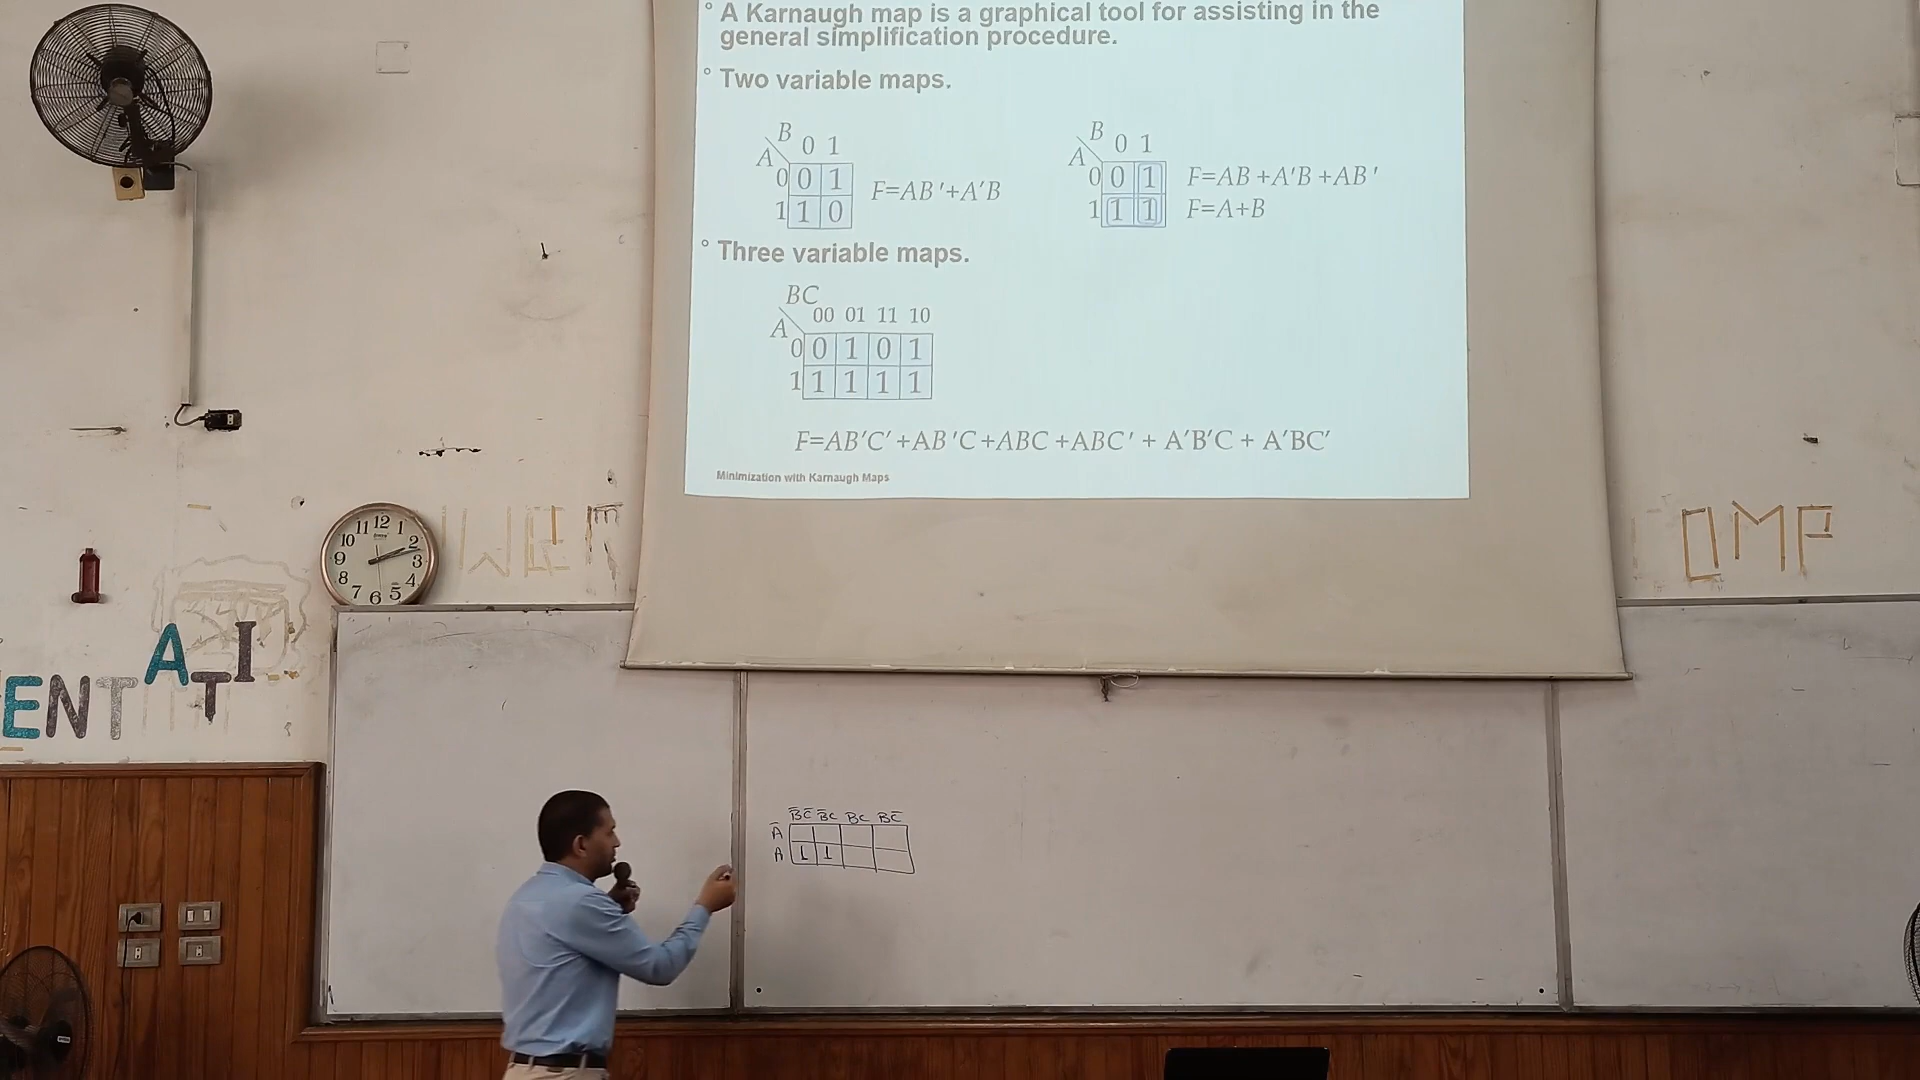 ° A Karnaugh map is a graphical tool for assisting in the
general simplification procedure.
° Two variable maps.
B
A
0 1
0 0 1
1 1 0
F=AB'+A'B
B
A
0 1
0 0 1
1 1 1
F=AB+A'B+AB'
F=A+B
° Three variable maps.
BC
A
00 01 11 10
0 0 1 0 1
1 1 1 1 1
F=AB'C'+AB'C+ABC+ABC' + A'B'C + A'BC'
Minimization with Karnaugh Maps
11 12 1
10 2
9 3
8 4
7 6 5
OMP
ENT
A
T
I
B̅C̅ B̅C BC BC̅
A̅
A 1 1